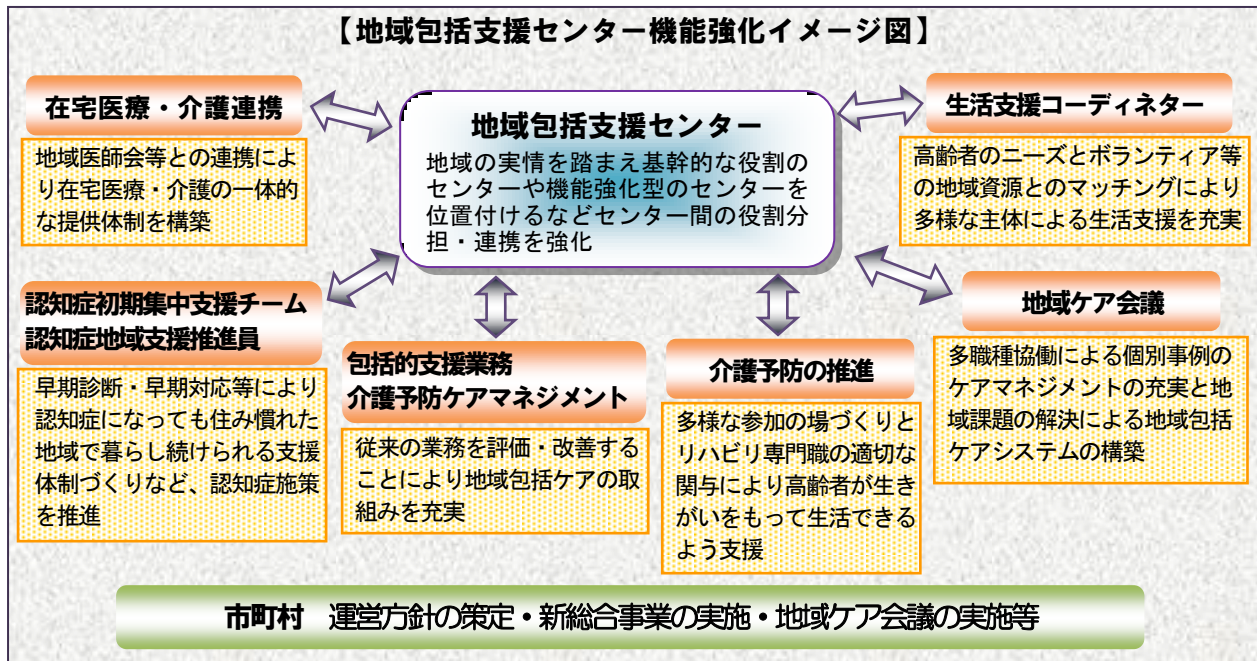 【地域包括支援センター機能強化イメージ図】
在宅医療・介護連携
地域医師会等との連携によ
り在宅医療・介護の一体的
な提供体制を構築
地域包括支援センター
地域の実情を踏まえ基幹的な役割の
センターや機能強化型のセンターを
位置付けるなどセンター間の役割分
担・連携を強化
生活支援コーディネター
高齢者のニーズとボランティア等
の地域資源とのマッチングにより
多様な主体による生活支援を充実
認知症初期集中支援チーム
認知症地域支援推進員
早期診断・早期対応等により
認知症になっても住み慣れた
地域で暮らし続けられる支援
体制づくりなど、認知症施策
を推進
包括的支援業務
介護予防ケアマネジメント
従来の業務を評価・改善する
ことにより地域包括ケアの取
組みを充実
介護予防の推進
多様な参加の場づくりと
リハビリ専門職の適切な
関与により高齢者が生き
がいをもって生活できる
よう支援
地域ケア会議
多職種協働による個別事例の
ケアマネジメントの充実と地
域課題の解決による地域包括
ケアシステムの構築
市町村 運営方針の策定・新総合事業の実施・地域ケア会議の実施等